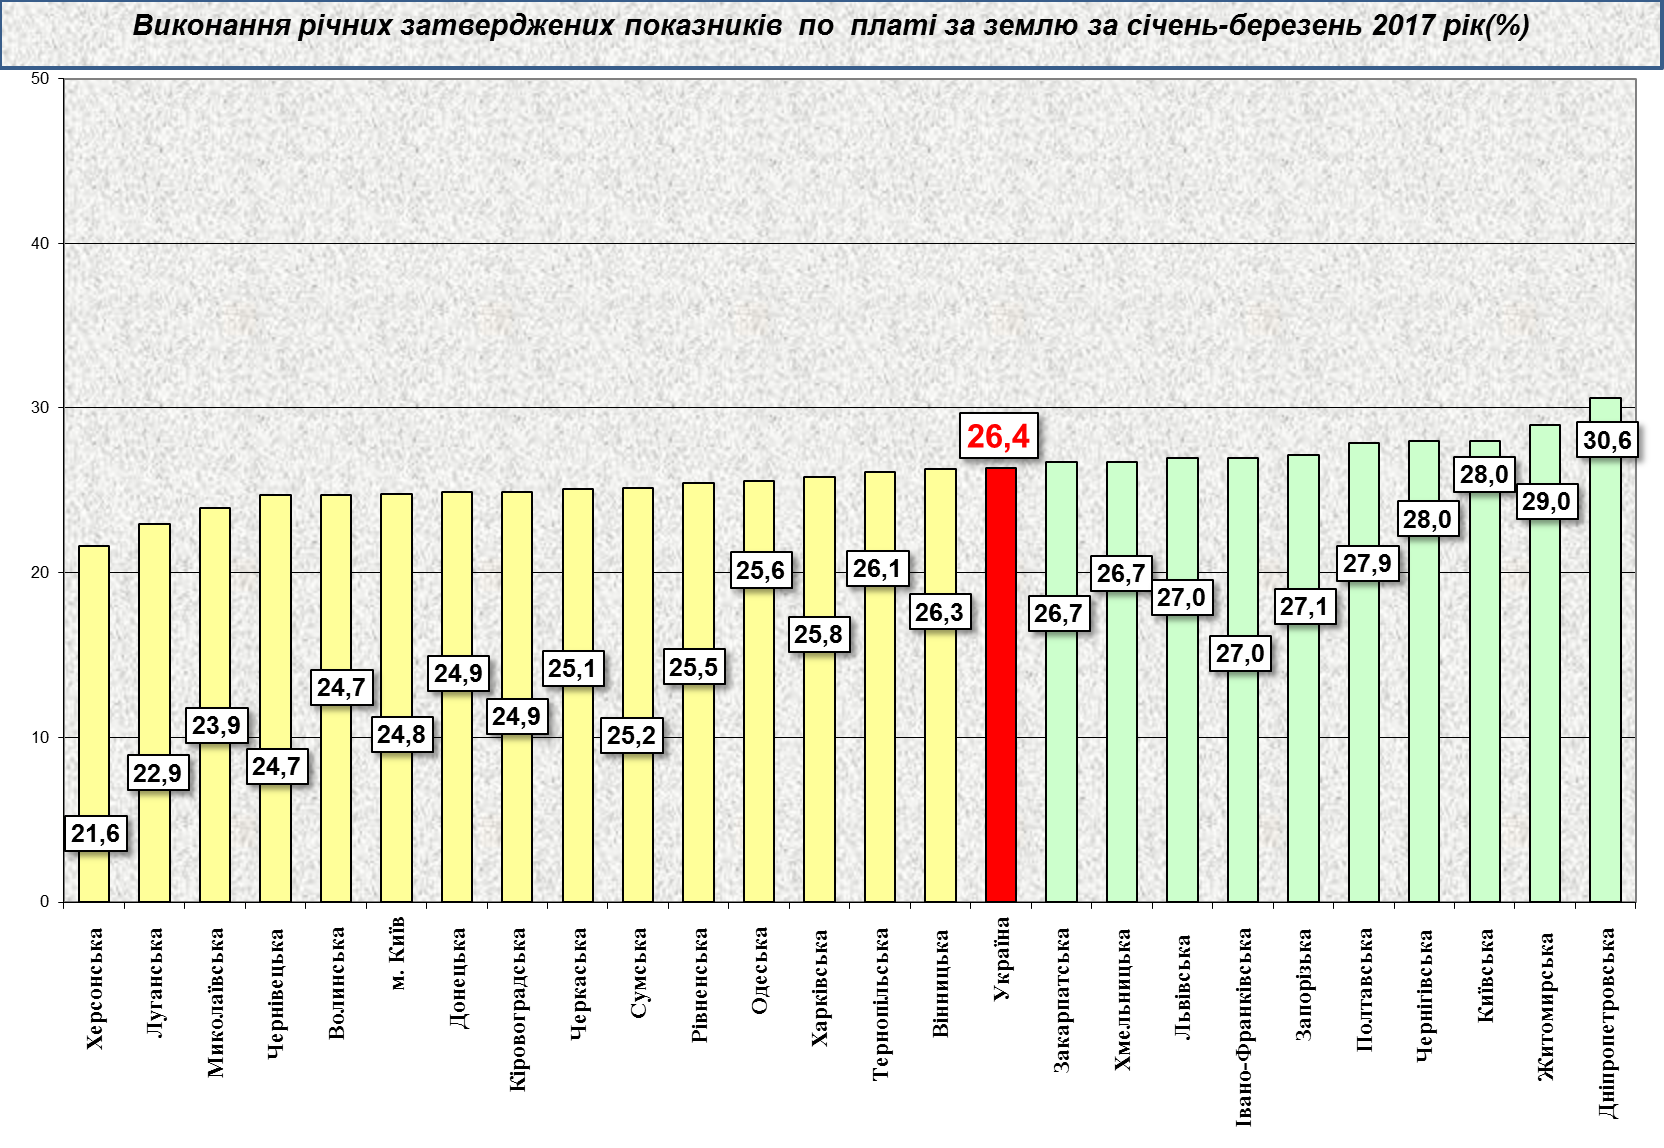 Виконання річних затверджених показників по платі за землю за січень-березень 2017 рік(%)
50
40
30
20
10
0
21,6
22,9
23,9
24,7
24,7
24,8
24,9
24,9
25,1
25,2
25,5
25,6
25,8
26,1
26,3
26,4
26,7
26,7
27,0
27,0
27,1
27,9
28,0
28,0
29,0
30,6
Херсонська
Луганська
Миколаївська
Чернівецька
Волинська
м. Київ
Донецька
Кіровоградська
Черкаська
Сумська
Рівненська
Одеська
Харківська
Тернопільська
Вінницька
Україна
Закарпатська
Хмельницька
Львівська
Івано-Франківська
Запорізька
Полтавська
Чернігівська
Київська
Житомирська
Дніпропетровська